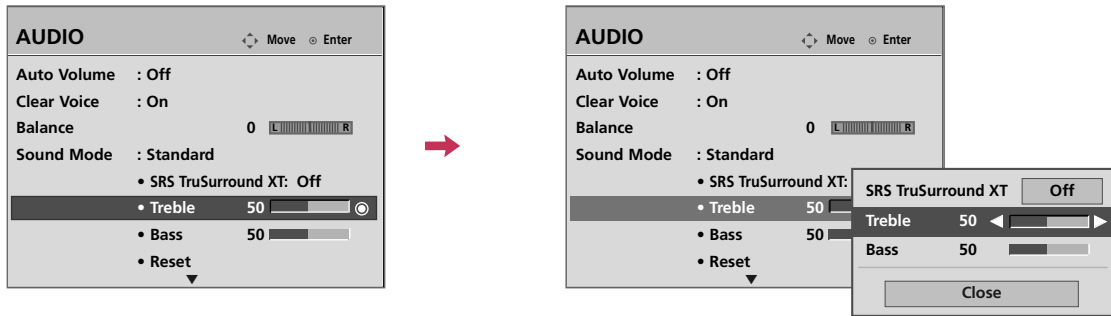 AUDIO
Move Enter
Auto Volume : Off
Clear Voice : On
Balance 0 L R
Sound Mode : Standard
• SRS TruSurround XT: Off
• Treble 50
• Bass 50
• Reset
AUDIO
Move Enter
Auto Volume : Off
Clear Voice : On
Balance 0 L R
Sound Mode : Standard
• SRS TruSurround XT:
• Treble 50
• Bass 50
• Reset
SRS TruSurround XT Off
Treble 50
Bass 50
Close